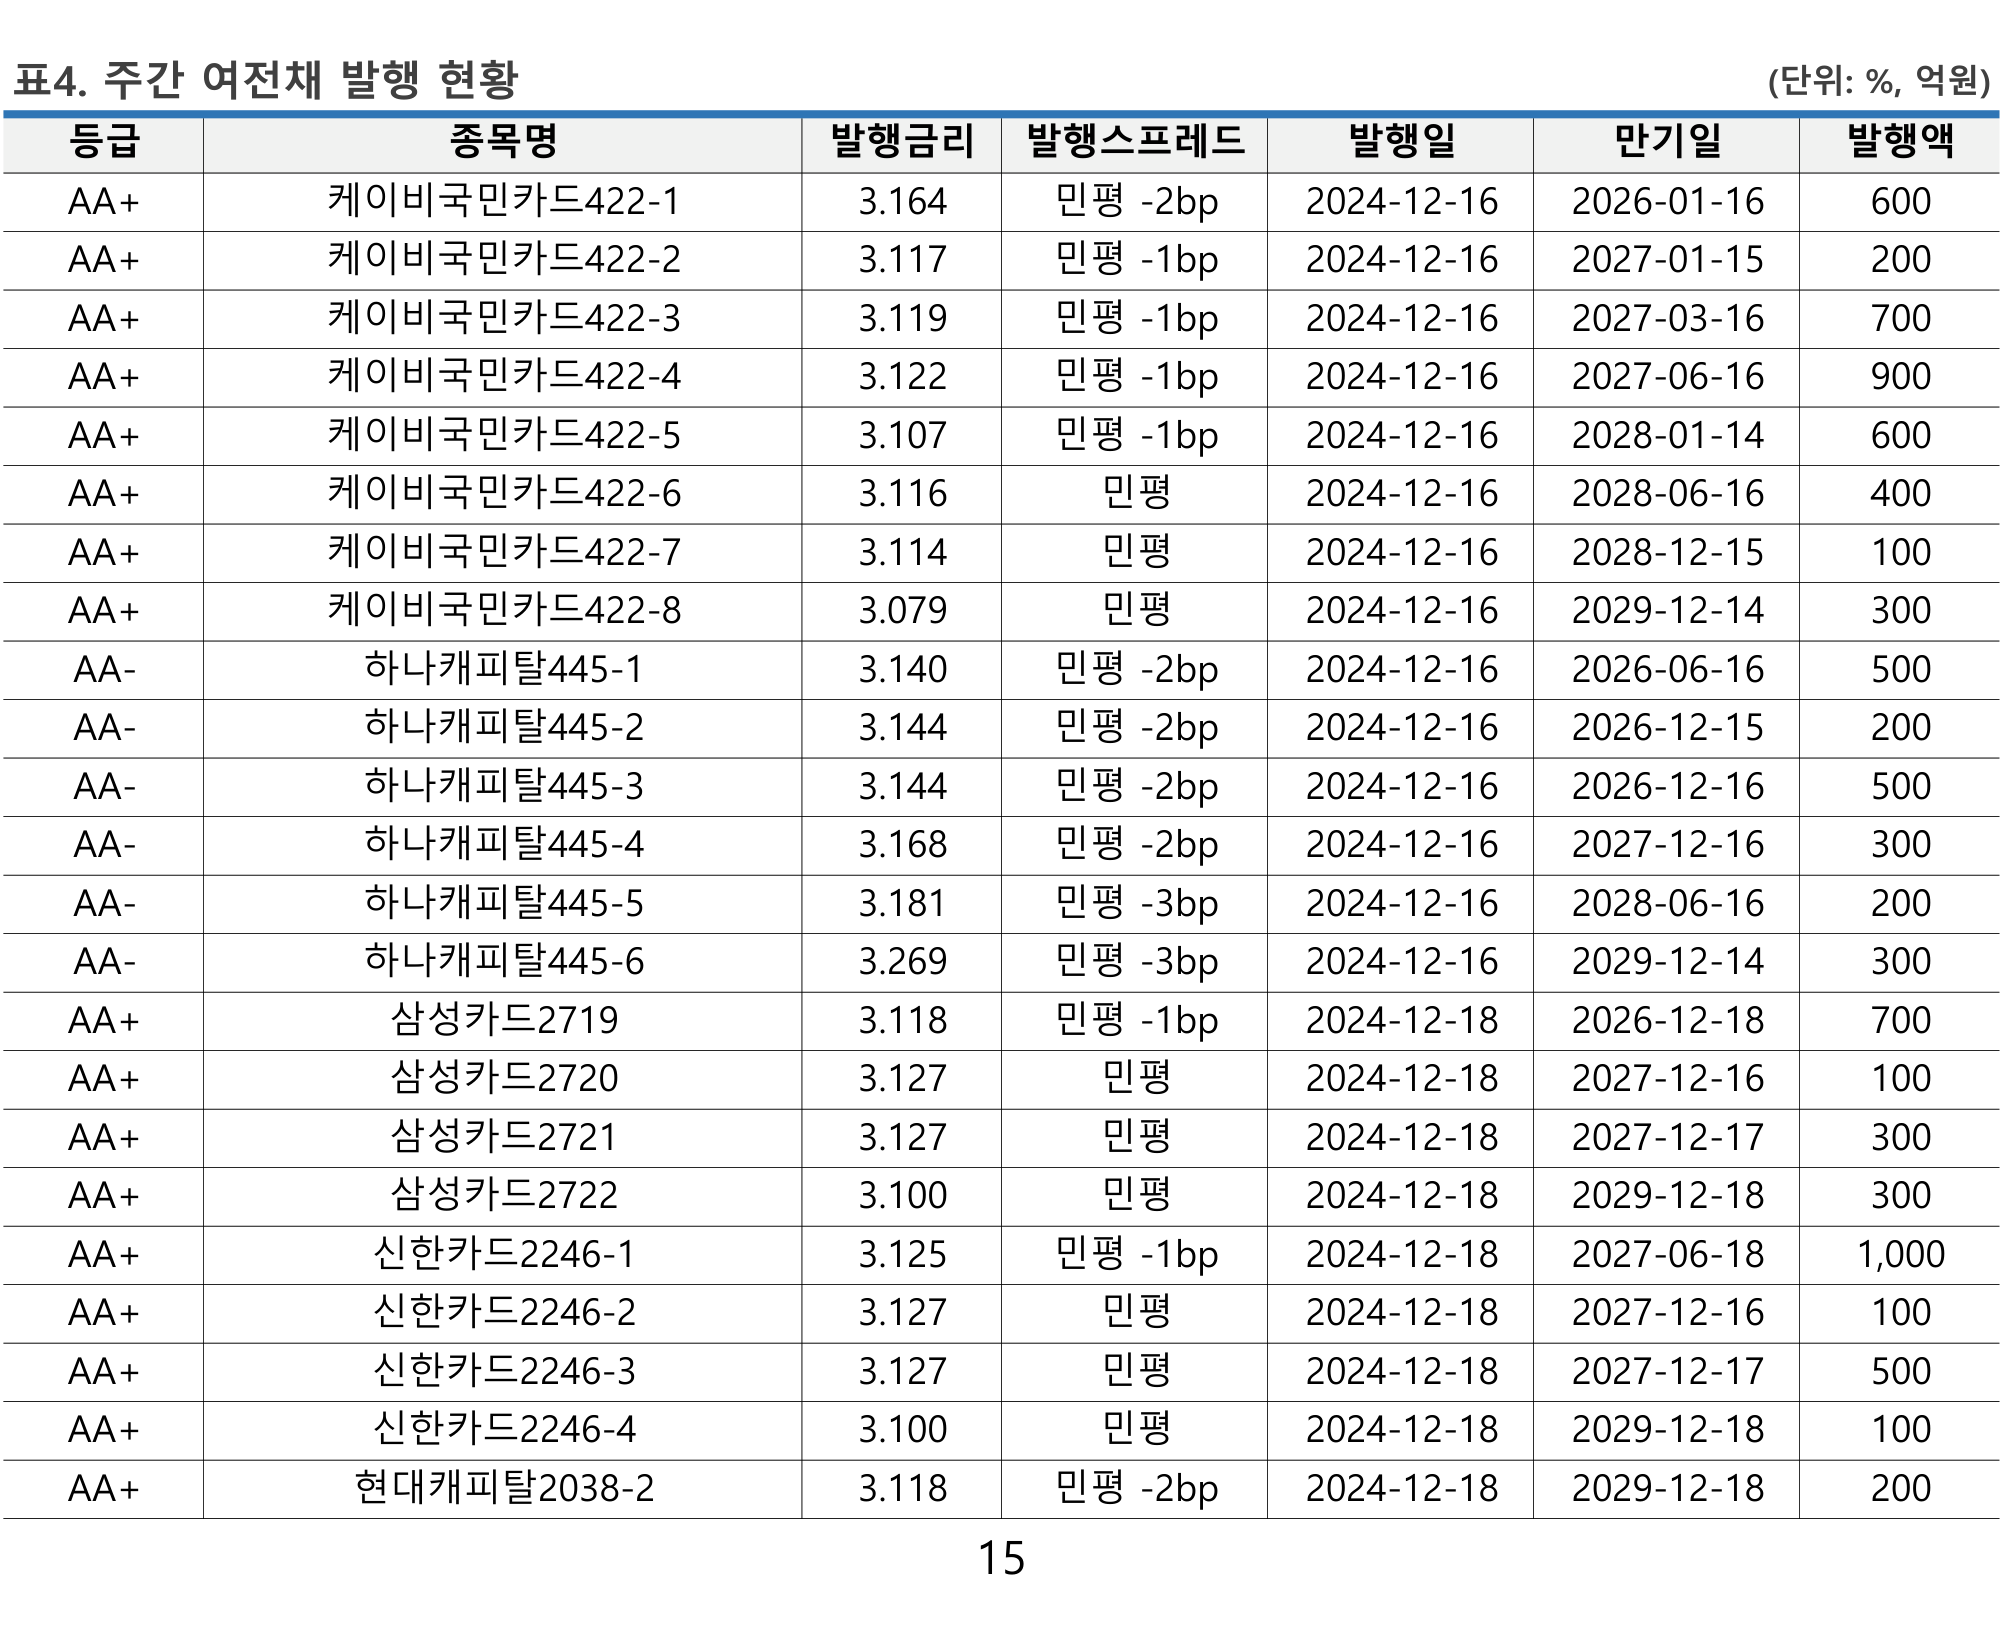 표4. 주간 여전채 발행 현황 (단위: %, 억원)
등급 종목명 발행금리 발행스프레드 발행일 만기일 발행액
AA+ 케이비국민카드422-1 3.164 민평 -2bp 2024-12-16 2026-01-16 600
AA+ 케이비국민카드422-2 3.117 민평 -1bp 2024-12-16 2027-01-15 200
AA+ 케이비국민카드422-3 3.119 민평 -1bp 2024-12-16 2027-03-16 700
AA+ 케이비국민카드422-4 3.122 민평 -1bp 2024-12-16 2027-06-16 900
AA+ 케이비국민카드422-5 3.107 민평 -1bp 2024-12-16 2028-01-14 600
AA+ 케이비국민카드422-6 3.116 민평 2024-12-16 2028-06-16 400
AA+ 케이비국민카드422-7 3.114 민평 2024-12-16 2028-12-15 100
AA+ 케이비국민카드422-8 3.079 민평 2024-12-16 2029-12-14 300
AA- 하나캐피탈445-1 3.140 민평 -2bp 2024-12-16 2026-06-16 500
AA- 하나캐피탈445-2 3.144 민평 -2bp 2024-12-16 2026-12-15 200
AA- 하나캐피탈445-3 3.144 민평 -2bp 2024-12-16 2026-12-16 500
AA- 하나캐피탈445-4 3.168 민평 -2bp 2024-12-16 2027-12-16 300
AA- 하나캐피탈445-5 3.181 민평 -3bp 2024-12-16 2028-06-16 200
AA- 하나캐피탈445-6 3.269 민평 -3bp 2024-12-16 2029-12-14 300
AA+ 삼성카드2719 3.118 민평 -1bp 2024-12-18 2026-12-18 700
AA+ 삼성카드2720 3.127 민평 2024-12-18 2027-12-16 100
AA+ 삼성카드2721 3.127 민평 2024-12-18 2027-12-17 300
AA+ 삼성카드2722 3.100 민평 2024-12-18 2029-12-18 300
AA+ 신한카드2246-1 3.125 민평 -1bp 2024-12-18 2027-06-18 1,000
AA+ 신한카드2246-2 3.127 민평 2024-12-18 2027-12-16 100
AA+ 신한카드2246-3 3.127 민평 2024-12-18 2027-12-17 500
AA+ 신한카드2246-4 3.100 민평 2024-12-18 2029-12-18 100
AA+ 현대캐피탈2038-2 3.118 민평 -2bp 2024-12-18 2029-12-18 200
15